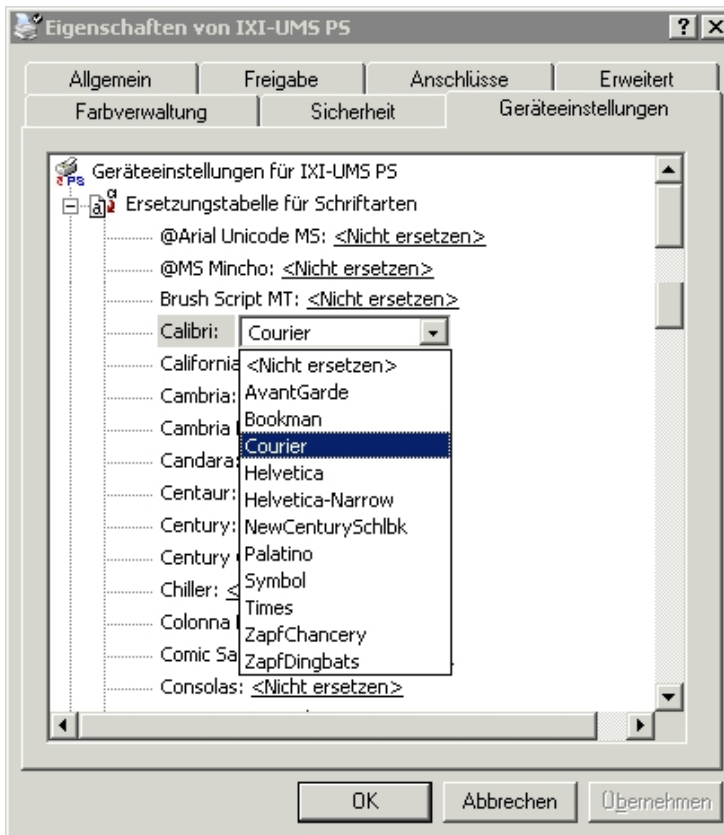 Eigenschaften von IXI-UMS PS
Allgemein Freigabe Anschlüsse Erweitert
Farbverwaltung Sicherheit Geräteeinstellungen
Geräteeinstellungen für IXI-UMS PS
Ersetzungstabelle für Schriftarten
@Arial Unicode MS: <Nicht ersetzen>
@MS Mincho: <Nicht ersetzen>
Brush Script MT: <Nicht ersetzen>
Calibri: Courier
California <Nicht ersetzen>
Cambria: AvantGarde
Cambria Bookman
Courier
Candara: Helvetica
Centaur: Helvetica-Narrow
Century: NewCenturySchlbk
Century Palatino
Chiller: < Symbol
Colonna Times
Comic Sa ZapfChancery
ZapfDingbats
Consolas: <Nicht ersetzen>
OK Abbrechen Übernehmen